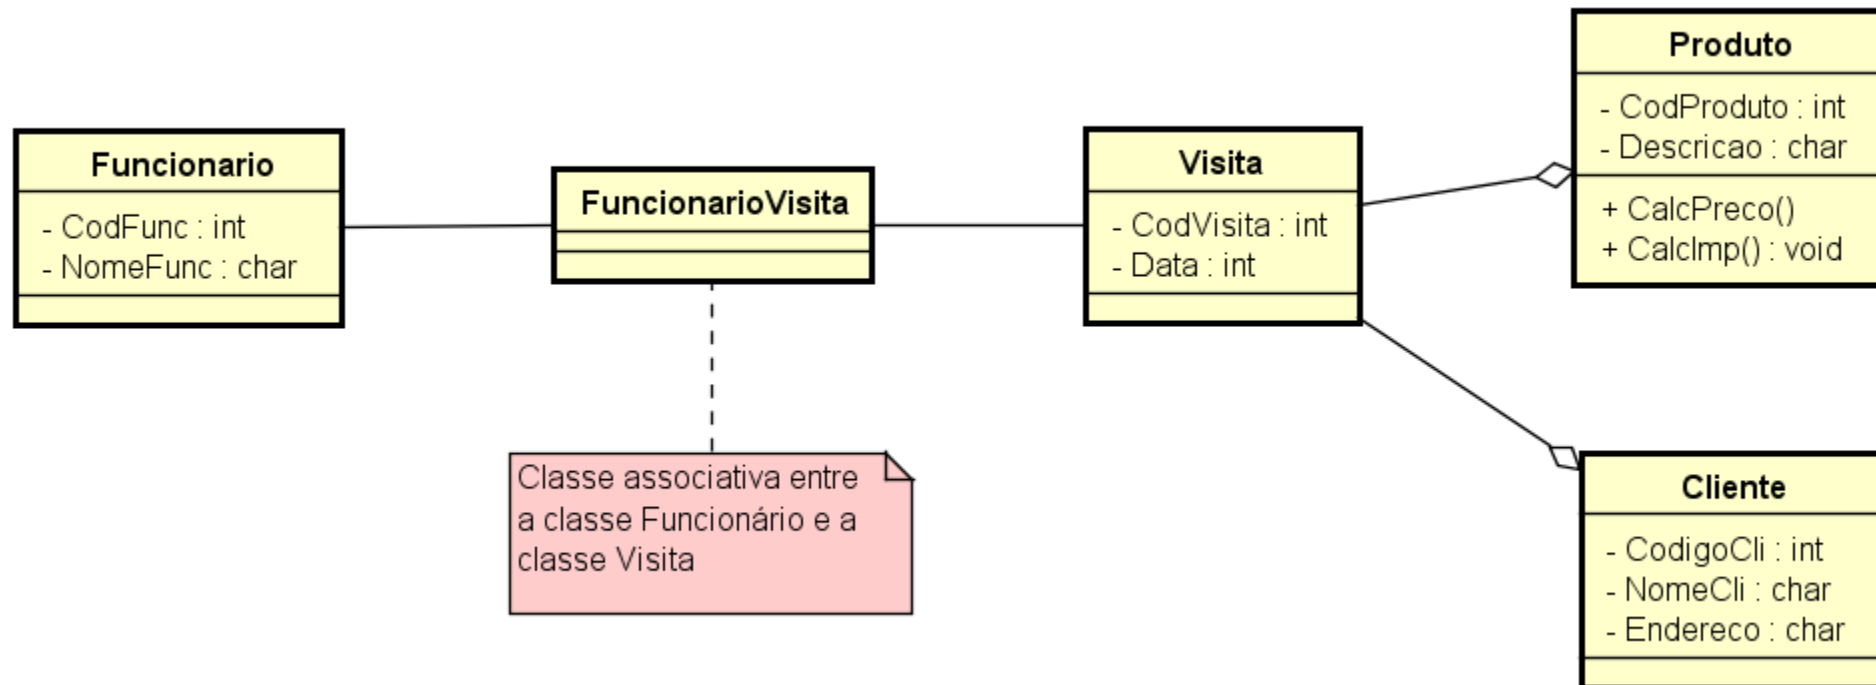 Funcionario
- CodFunc : int
- NomeFunc : char
FuncionarioVisita
Classe associativa entre
a classe Funcionário e a
classe Visita
Visita
- CodVisita : int
- Data : int
Produto
- CodProduto : int
- Descricao : char
+ CalcPreco()
+ CalcImp() : void
Cliente
- CodigoCli : int
- NomeCli : char
- Endereco : char